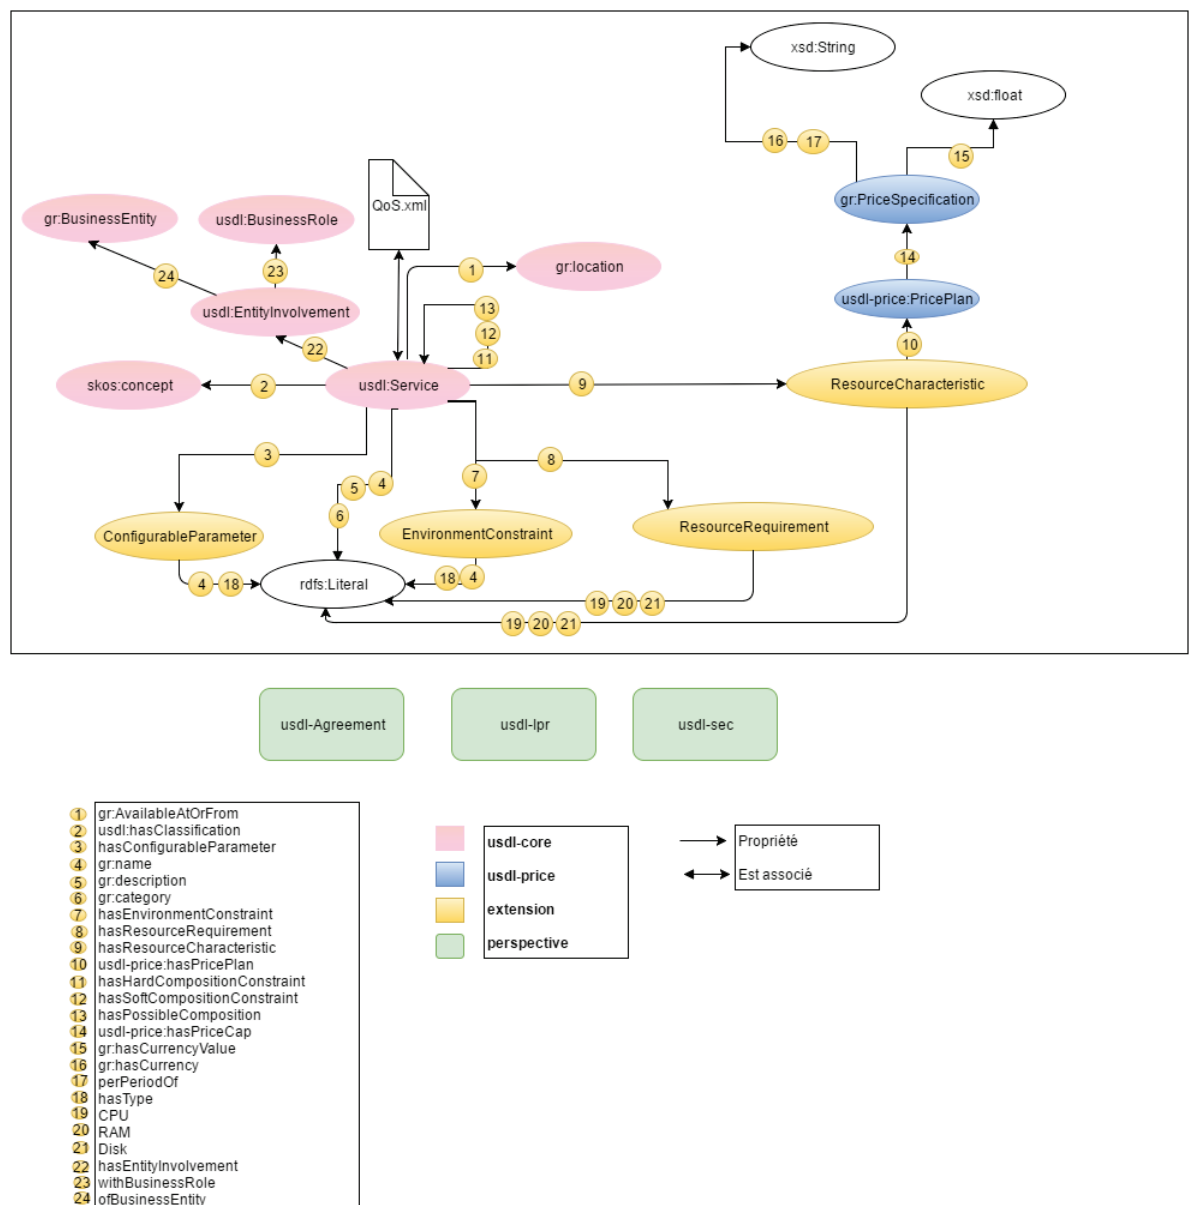 xsd:String
xsd:float
16
17
15
QoS.xml
gr:PriceSpecification
gr:BusinessEntity
usdl:BusinessRole
14
1
gr:location
24
23
usdl-price:PricePlan
usdl:EntityInvolvement
13
12
10
22
11
skos:concept
2
usdl:Service
9
ResourceCharacteristic
3
8
5
4
7
6
ConfigurableParameter
EnvironmentConstraint
ResourceRequirement
4
18
rdfs:Literal
18
4
19
20
21
19
20
21
usdl-Agreement
usdl-Ipr
usdl-sec
1 gr:AvailableAtOrFrom
2 usdl:hasClassification
3 hasConfigurableParameter
4 gr:name
5 gr:description
6 gr:category
7 hasEnvironmentConstraint
8 hasResourceRequirement
9 hasResourceCharacteristic
10 usdl-price:hasPricePlan
11 hasHardCompositionConstraint
12 hasSoftCompositionConstraint
13 hasPossibleComposition
14 usdl-price:hasPriceCap
15 gr:hasCurrencyValue
16 gr:hasCurrency
17 perPeriodOf
18 hasType
19 CPU
20 RAM
21 Disk
22 hasEntityInvolvement
23 withBusinessRole
24 ofBusinessEntity
usdl-core
usdl-price
extension
perspective
Propriété
Est associé